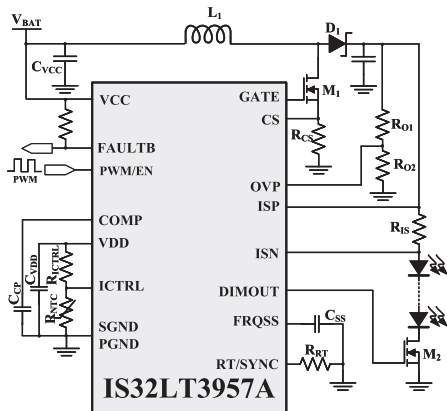 L1
VBAT
D1
CVCC
VCC
GATE
M1
CS
RCS
RO1
FAULTB
PWM
PWM/EN
RO2
OVP
ISP
COMP
RIS
VDD
ISN
CVDD
RICTRL
CCP
ICTRL
DIMOUT
RNTC
CSS
FRQSS
M2
SGND
PGND
RT/SYNC
RRT
IS32LT3957A